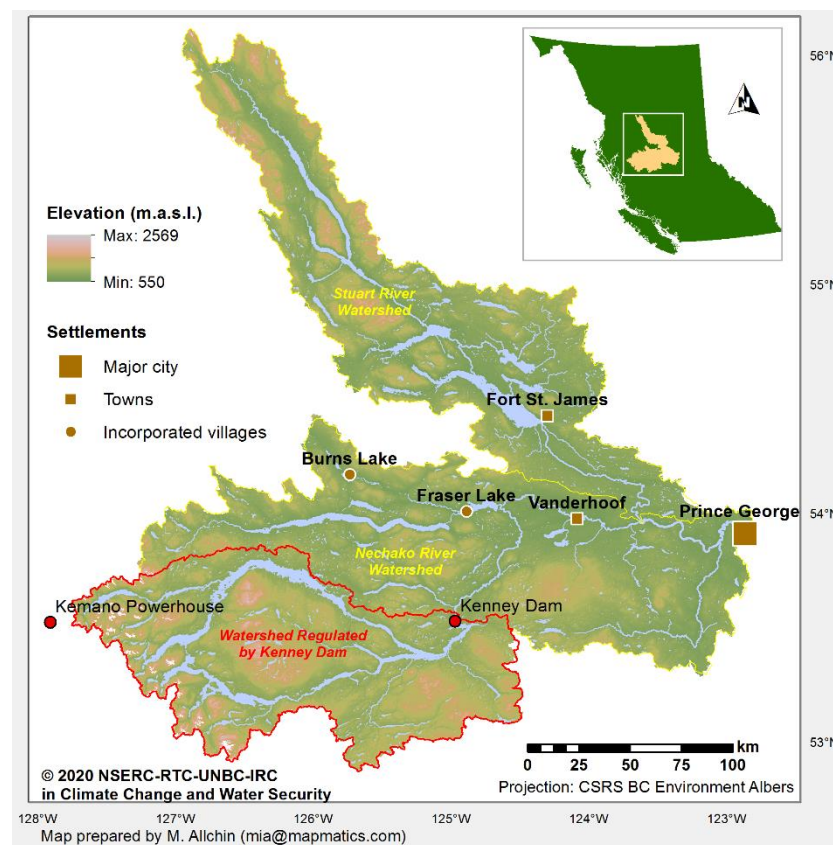 N
56°N
Elevation (m.a.s.l.)
Max: 2569
Min: 550
55°N
Stuart River
Watershed
Settlements
Major city
Towns
Incorporated villages
Fort St. James
Burns Lake
Fraser Lake
Vanderhoof
Prince George
54°N
Nechako River
Watershed
Kemano Powerhouse
Kenney Dam
Watershed Regulated
by Kenney Dam
53°N
km
0 25 50 75 100
Projection: CSRS BC Environment Albers
© 2020 NSERC-RTC-UNBC-IRC
in Climate Change and Water Security
128°W 127°W 126°W 125°W 124°W 123°W
Map prepared by M. Allchin (mia@mapmatics.com)